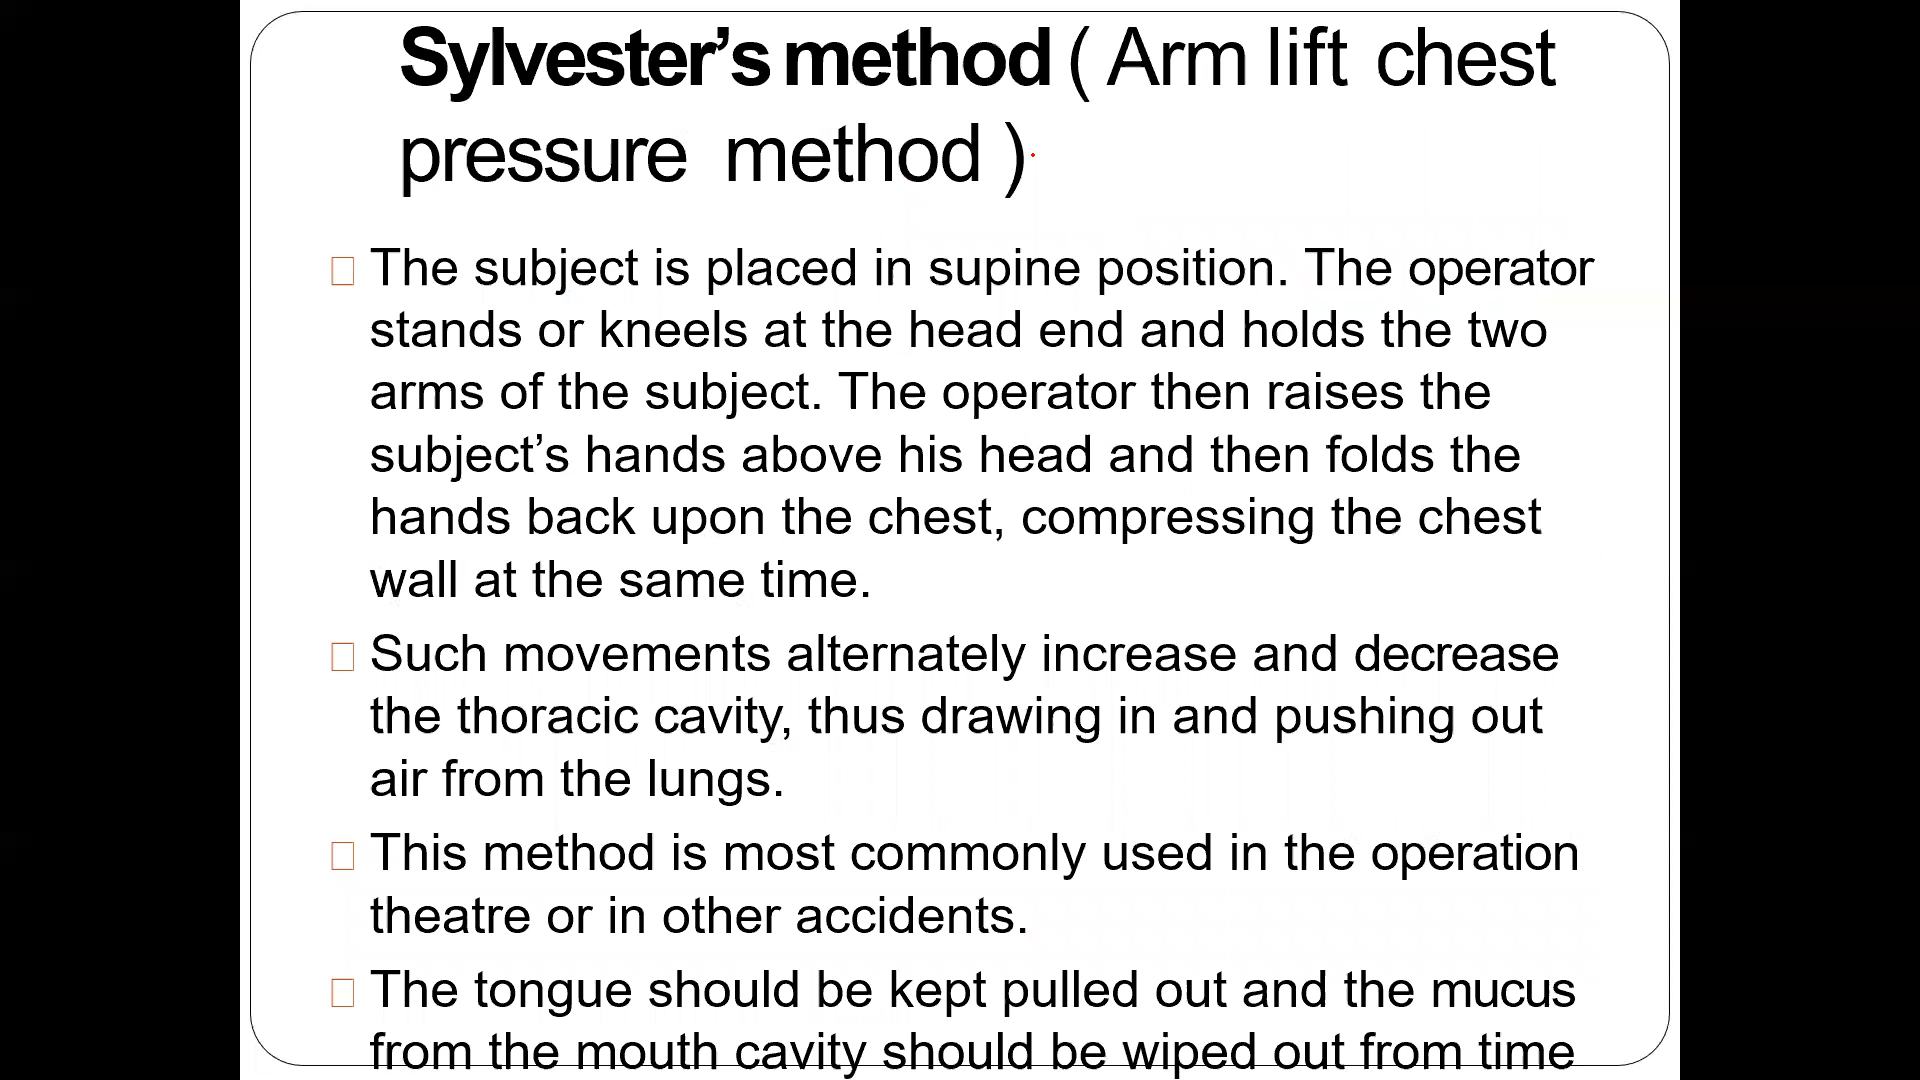 Sylvester’s method ( Arm lift chest
pressure method )
The subject is placed in supine position. The operator
stands or kneels at the head end and holds the two
arms of the subject. The operator then raises the
subject’s hands above his head and then folds the
hands back upon the chest, compressing the chest
wall at the same time.
Such movements alternately increase and decrease
the thoracic cavity, thus drawing in and pushing out
air from the lungs.
This method is most commonly used in the operation
theatre or in other accidents.
The tongue should be kept pulled out and the mucus
from the mouth cavity should be wiped out from time